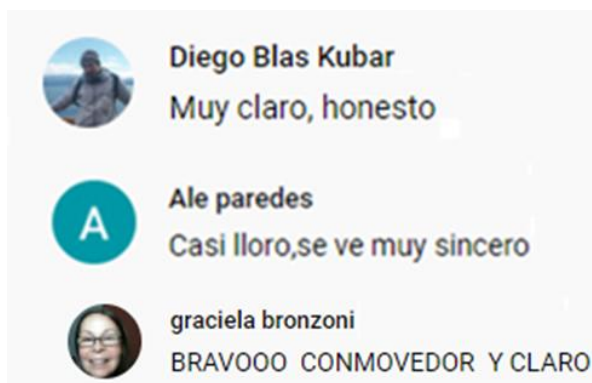 Diego Blas Kubar
Muy claro, honesto
A
Ale paredes
Casi lloro,se ve muy sincero
graciela bronzoni
BRAVOOO CONMOVEDOR Y CLARO